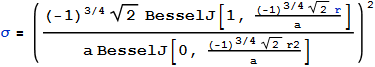 σ = ( (-1)^{3/4} √2 BesselJ[1, (-1)^{3/4} √2 r / a] / a BesselJ[0, (-1)^{3/4} √2 r2 / a] )^2